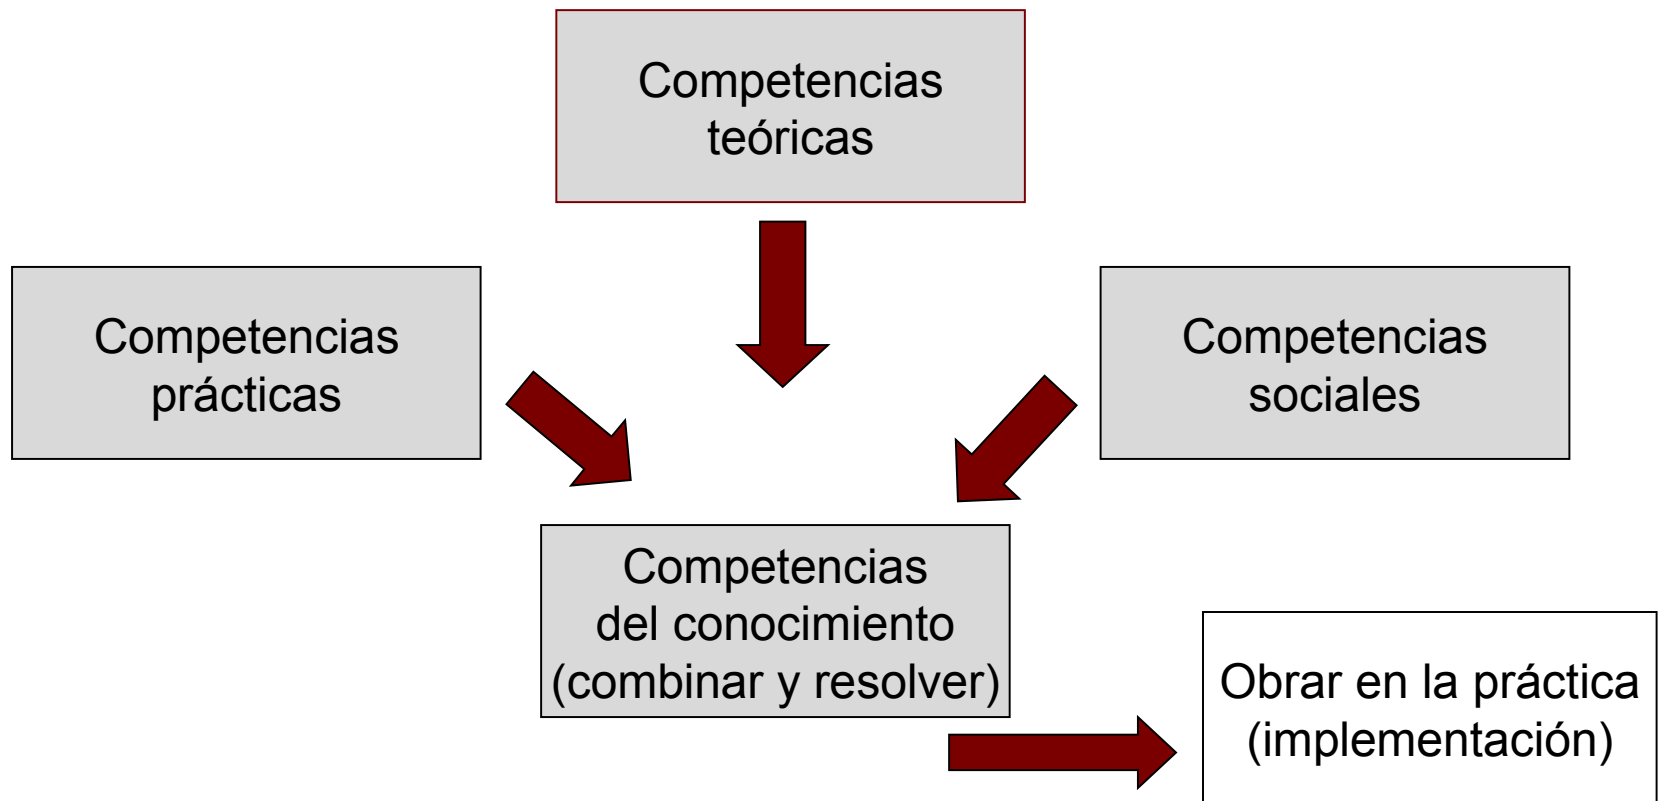 Competencias
teóricas
Competencias
prácticas
Competencias
sociales
Competencias
del conocimiento
(combinar y resolver)
Obrar en la práctica
(implementación)